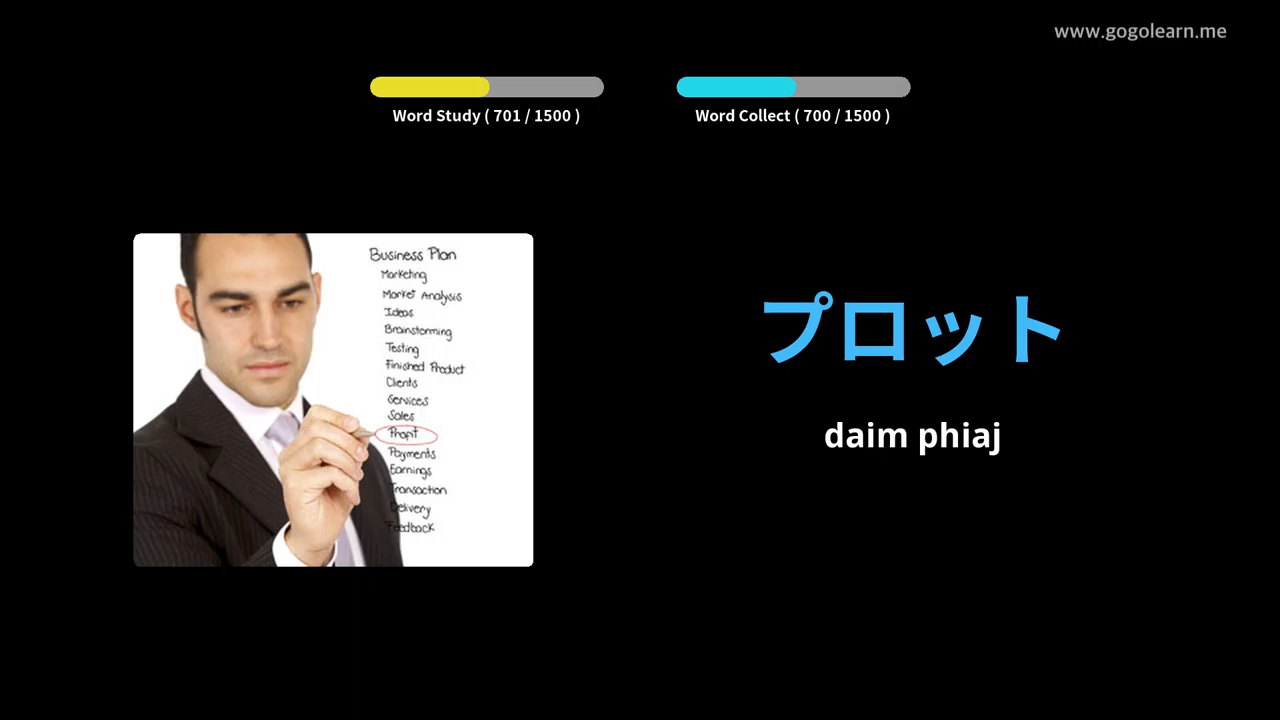 www.gogolearn.me
Word Study ( 701 / 1500 )
Word Collect ( 700 / 1500 )
Business Plan
Marketing
Market Analysis
Ideas
Brainstorming
Testing
Finished Product
Clients
Services
Sales
Profit
Payments
Earnings
Transaction
Delivery
Feedback
プロット
daim phiaj